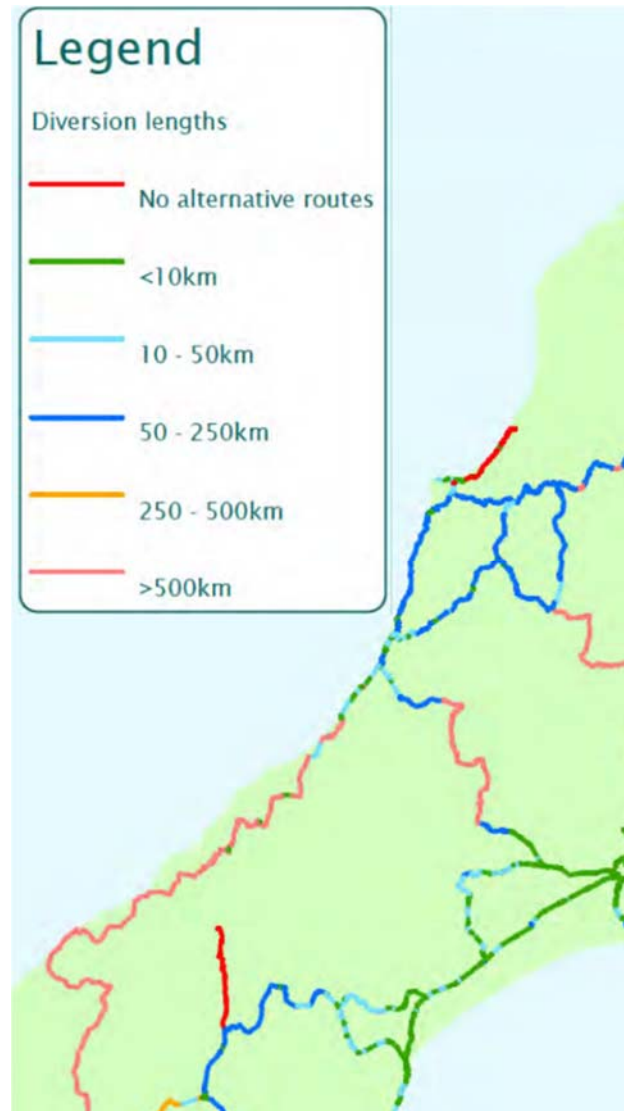 Legend
Diversion lengths
No alternative routes
<10km
10 - 50km
50 - 250km
250 - 500km
>500km